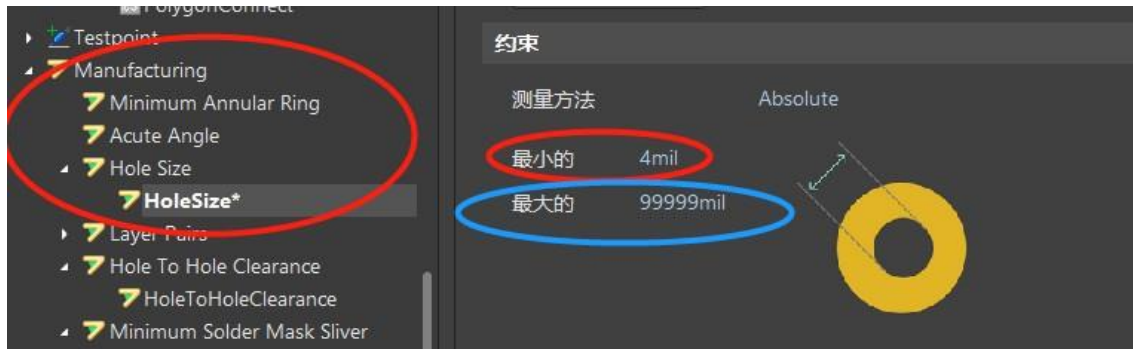 PolygonConnect
Testpoint
Manufacturing
Minimum Annular Ring
Acute Angle
Hole Size
HoleSize*
Layer Pairs
Hole To Hole Clearance
HoleToHoleClearance
Minimum Solder Mask Sliver
约束
测量方法 Absolute
最小的 4mil
最大的 99999mil